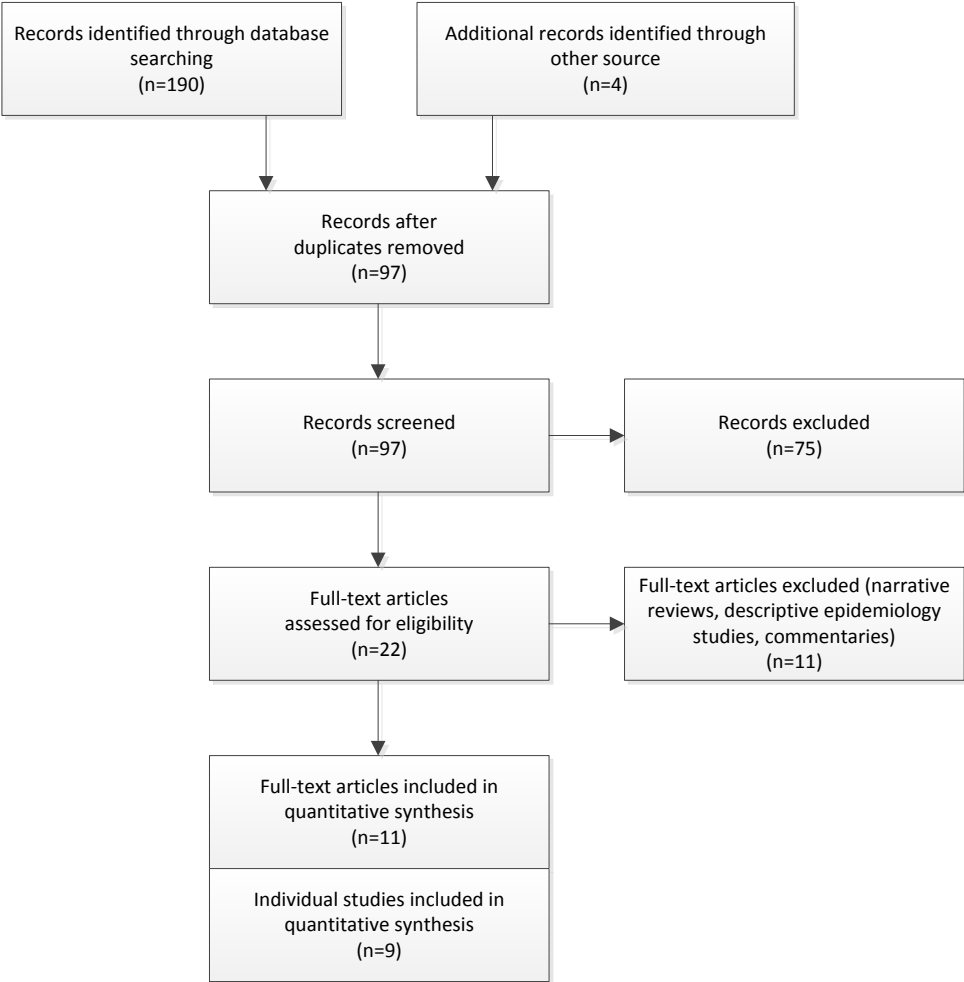 Records identified through database
searching
(n=190)
Additional records identified through
other source
(n=4)
Records after
duplicates removed
(n=97)
Records screened
(n=97)
Records excluded
(n=75)
Full-text articles
assessed for eligibility
(n=22)
Full-text articles excluded (narrative
reviews, descriptive epidemiology
studies, commentaries)
(n=11)
Full-text articles included in
quantitative synthesis
(n=11)
Individual studies included in
quantitative synthesis
(n=9)